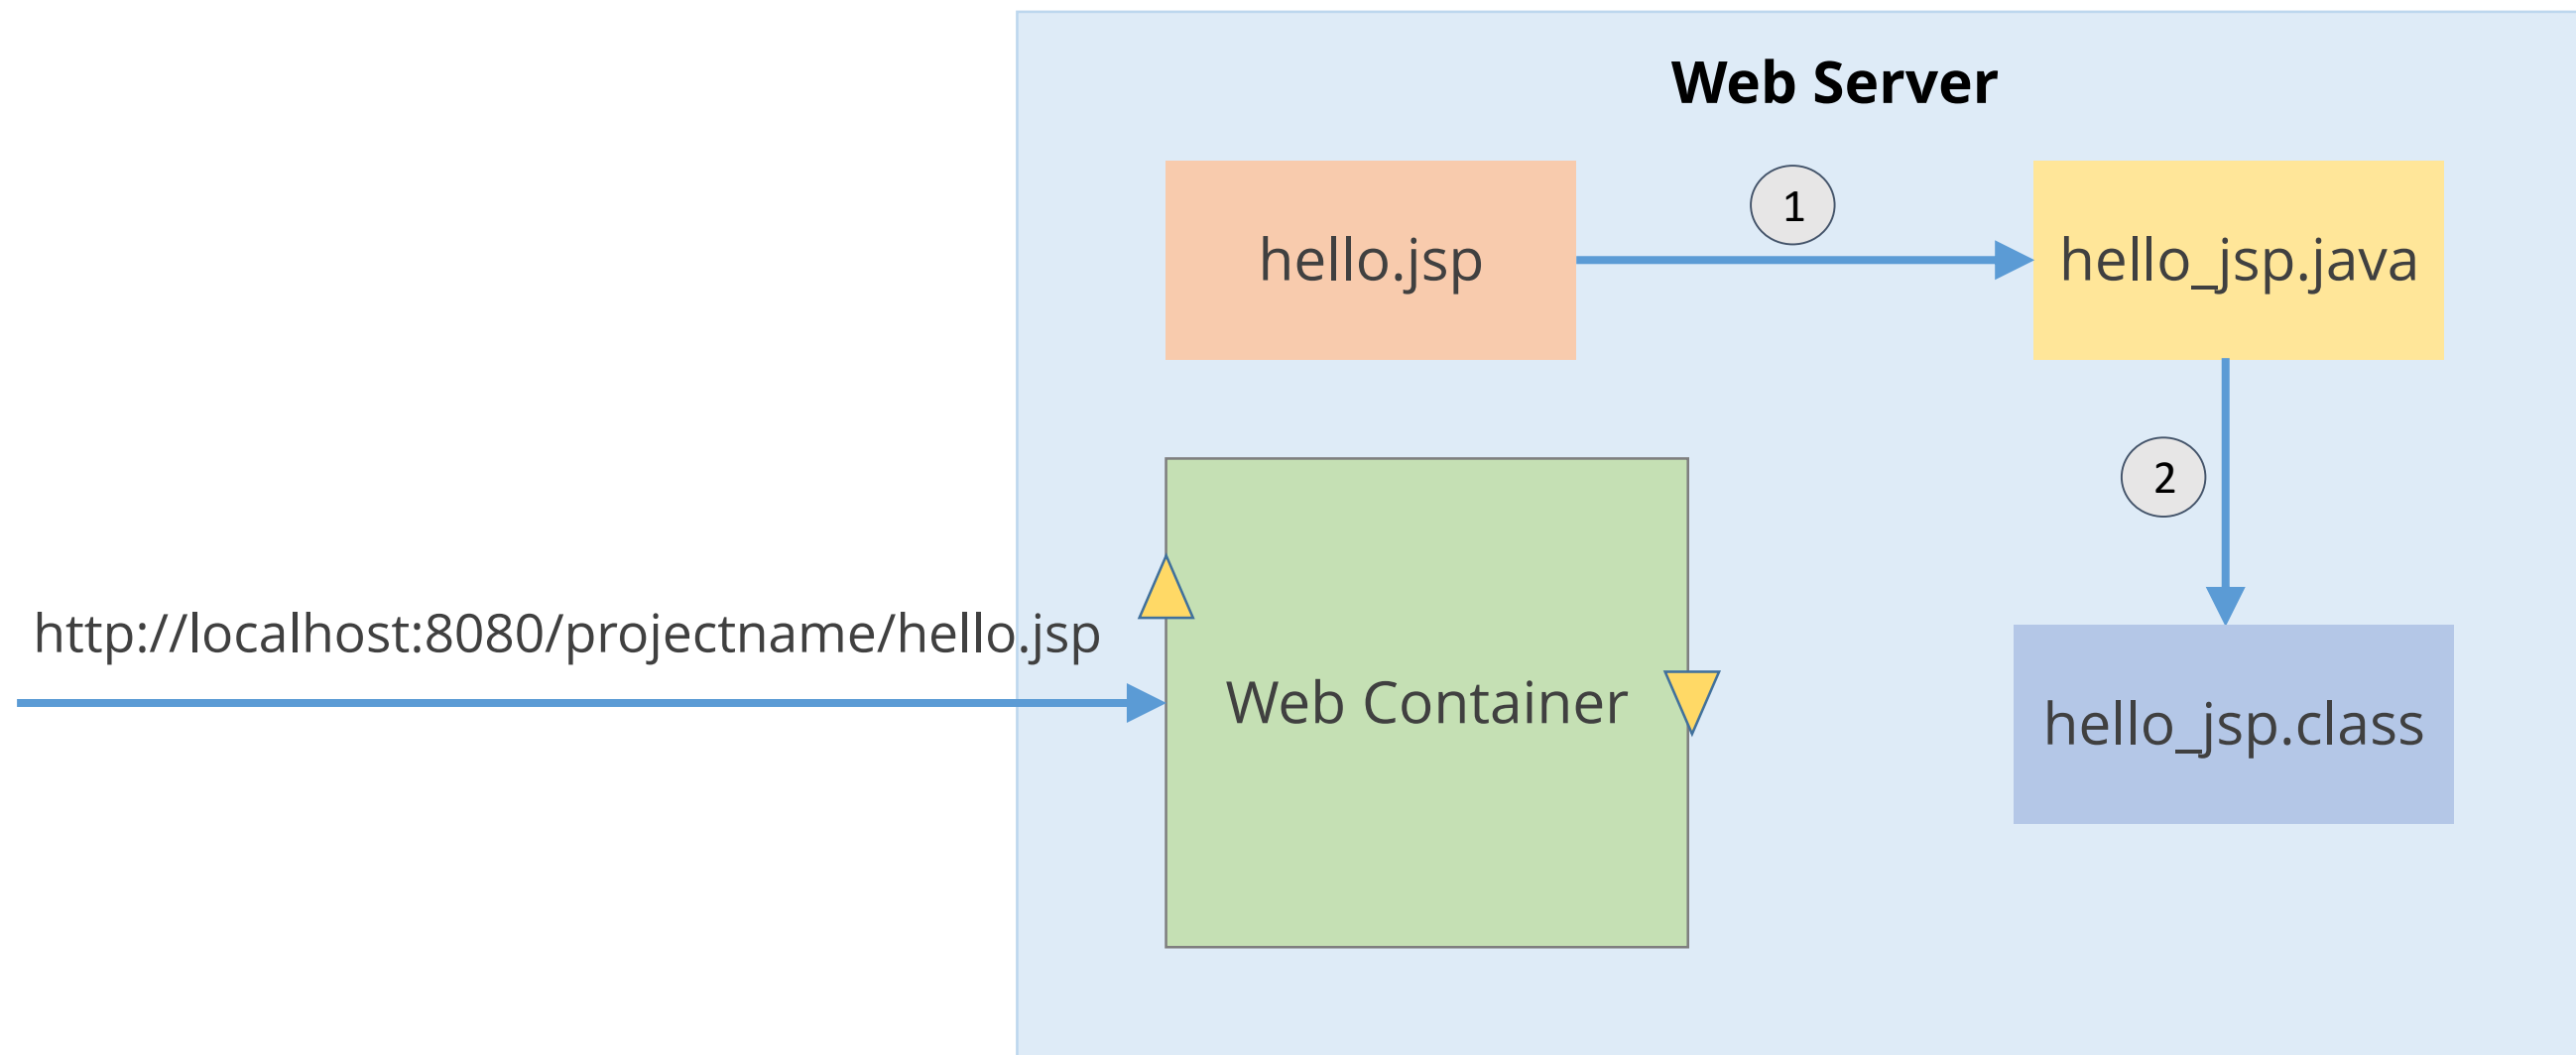 Web Server
hello.jsp
1
hello_jsp.java
2
http://localhost:8080/projectname/hello.jsp
Web Container
hello_jsp.class